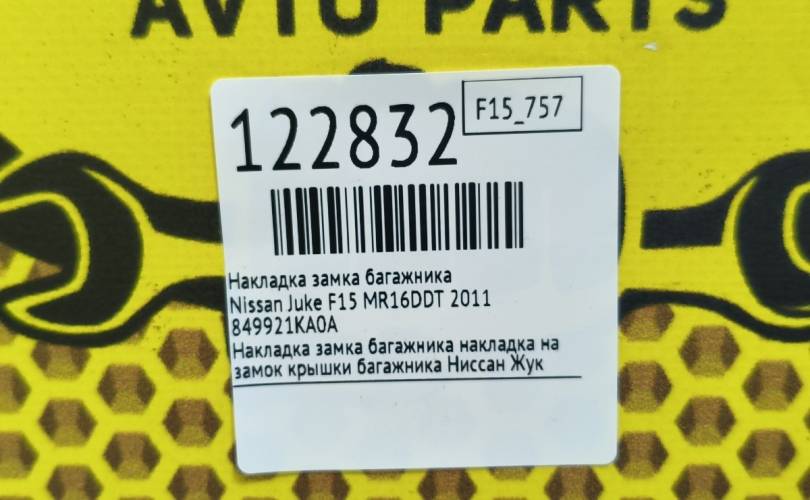 AVTO PARTS
122832
F15_757
Накладка замка багажника
Nissan Juke F15 MR16DDT 2011
849921KA0A
Накладка замка багажника накладка на
замок крышки багажника Ниссан Жук